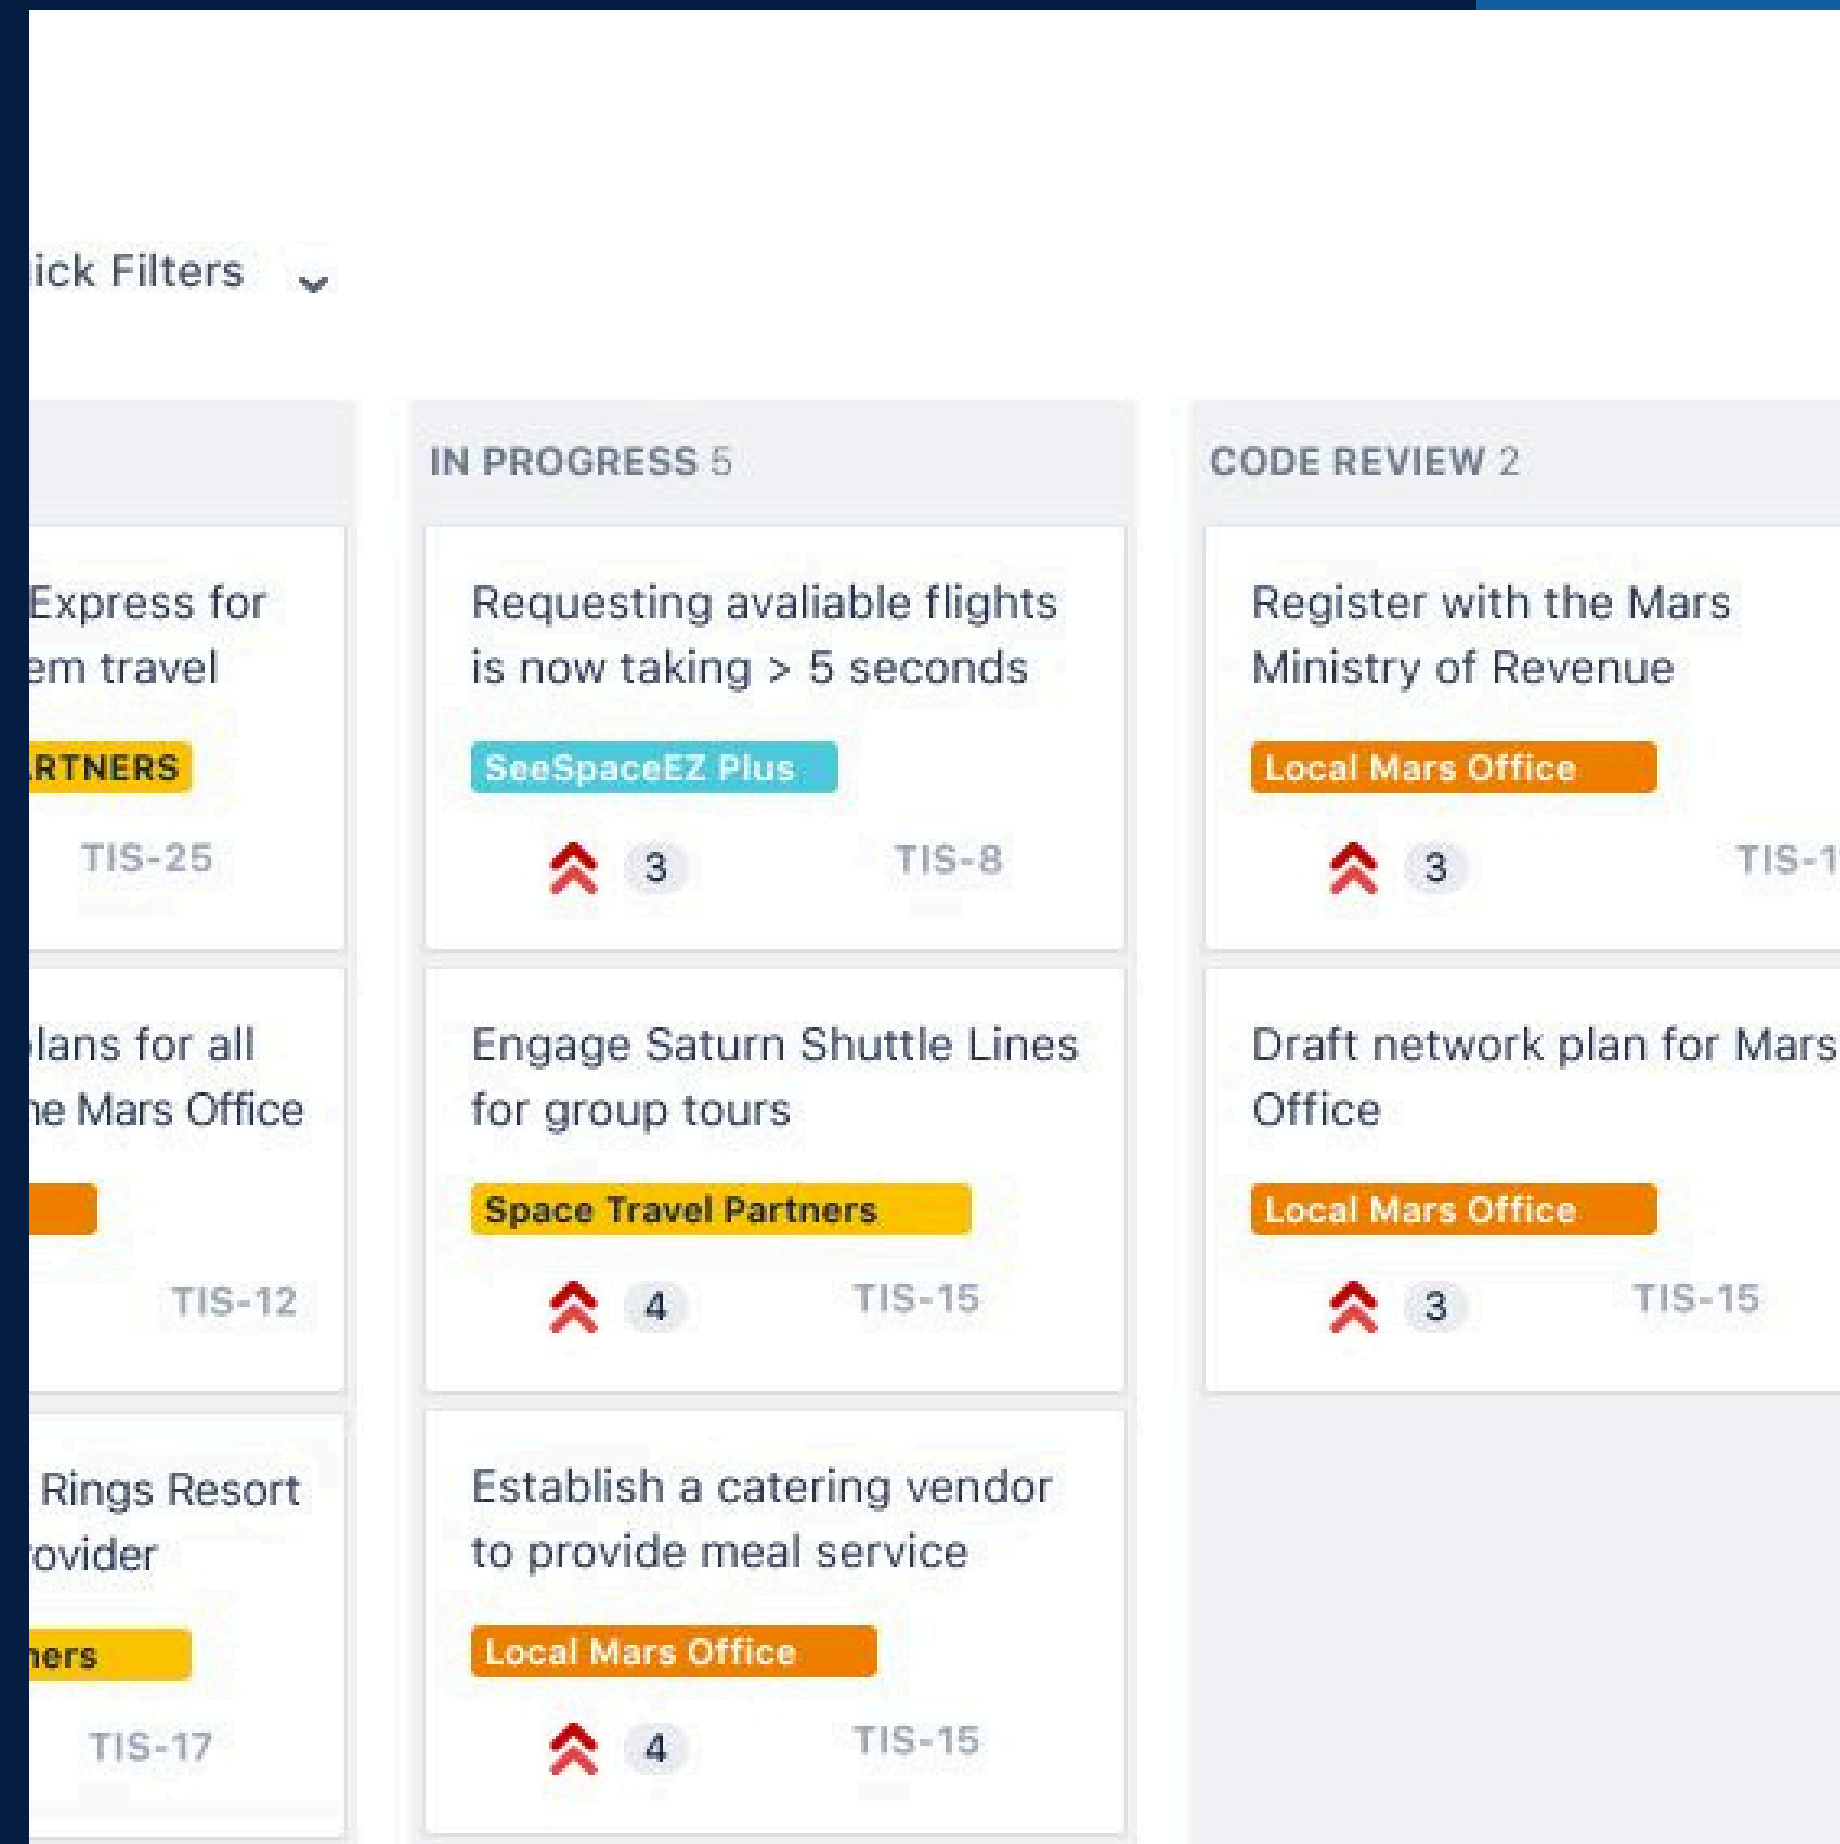 ick Filters
IN PROGRESS 5
CODE REVIEW 2
Express for
em travel
ARTNERS
TIS-25
lans for all
he Mars Office
TIS-12
Rings Resort
ovider
ners
TIS-17
Requesting avaliable flights
is now taking > 5 seconds
SeeSpaceEZ Plus
3 TIS-8
Engage Saturn Shuttle Lines
for group tours
Space Travel Partners
4 TIS-15
Establish a catering vendor
to provide meal service
Local Mars Office
4 TIS-15
Register with the Mars
Ministry of Revenue
Local Mars Office
3 TIS-1
Draft network plan for Mars
Office
Local Mars Office
3 TIS-15